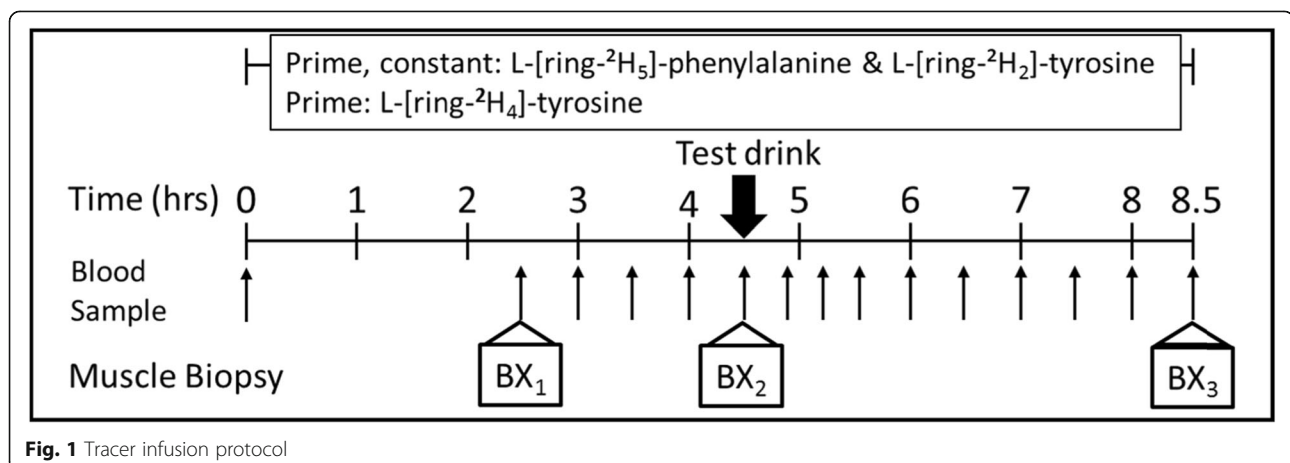 Prime, constant: L-[ring-²H₅]-phenylalanine & L-[ring-²H₂]-tyrosine
Prime: L-[ring-²H₄]-tyrosine
Test drink
Time (hrs) 0 1 2 3 4 5 6 7 8 8.5
Blood
Sample
Muscle Biopsy BX₁ BX₂ BX₃
Fig. 1 Tracer infusion protocol